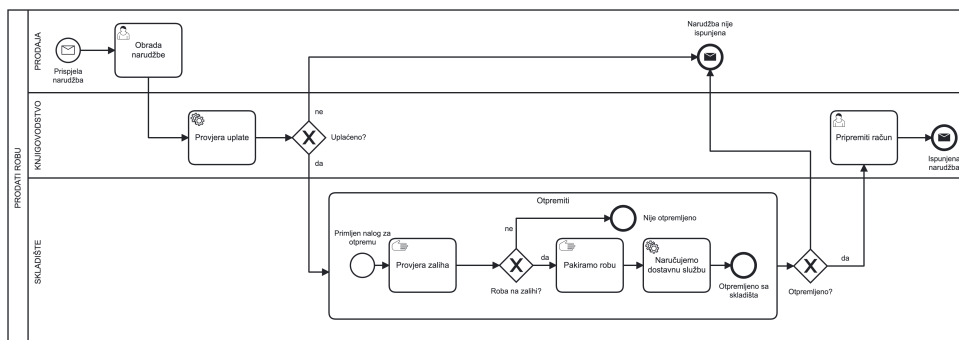 PRODATI ROBU
PRODAJA
Prispjela
narudžba
Obrada
narudžbe
Narudžba nije
ispunjena
KNJIGOVODSTVO
Provjera uplate
ne
Uplaćeno?
da
Pripremiti račun
Ispunjena
narudžba
SKLADIŠTE
Otpremiti
Primljen nalog za
otpremu
Provjera zaliha
ne
Nije otpremljeno
Roba na zalihi?
da
Pakiramo robu
Naručujemo
dostavnu službu
Otpremljeno sa
skladišta
Otpremljeno?
da